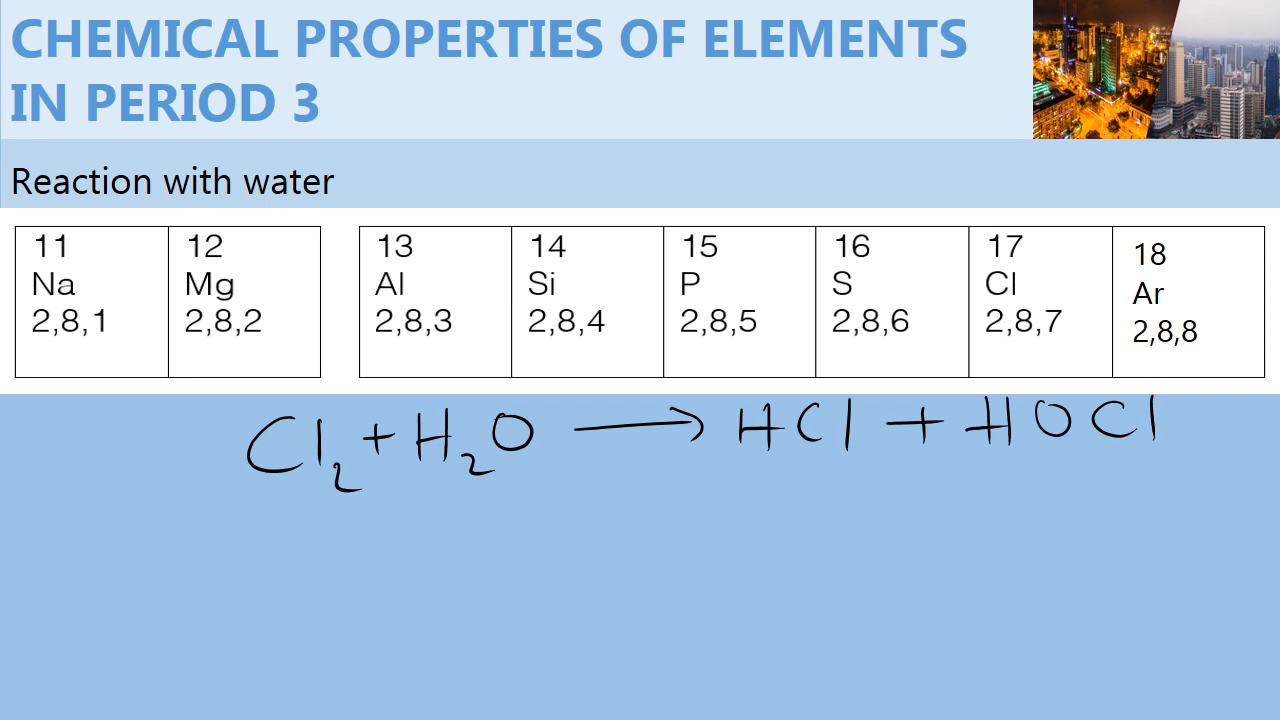 CHEMICAL PROPERTIES OF ELEMENTS
IN PERIOD 3
Reaction with water
11
Na
2,8,1
12
Mg
2,8,2
13
Al
2,8,3
14
Si
2,8,4
15
P
2,8,5
16
S
2,8,6
17
Cl
2,8,7
18
Ar
2,8,8
Cl₂ + H₂O ⟶ HCl + HOCl